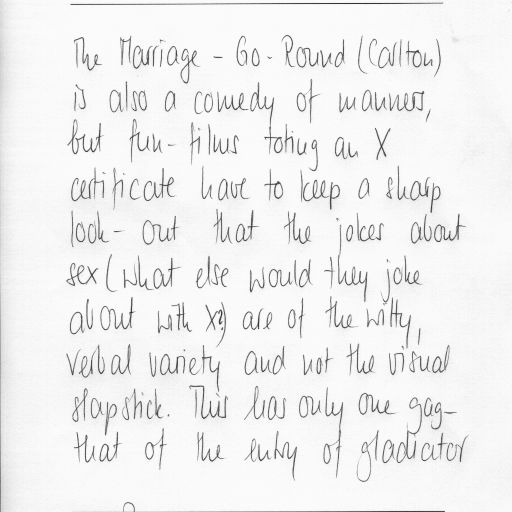 The Marriage - Go - Round (Carlton)
is also a comedy of manners,
but fun - films toting an X
certificate have to keep a sharp
look - out that the jokes about
sex (what else would they joke
about with X?) are of the witty,
verbal variety and not the visual
slapstick. This has only one gag-
that of the entry of gladiator